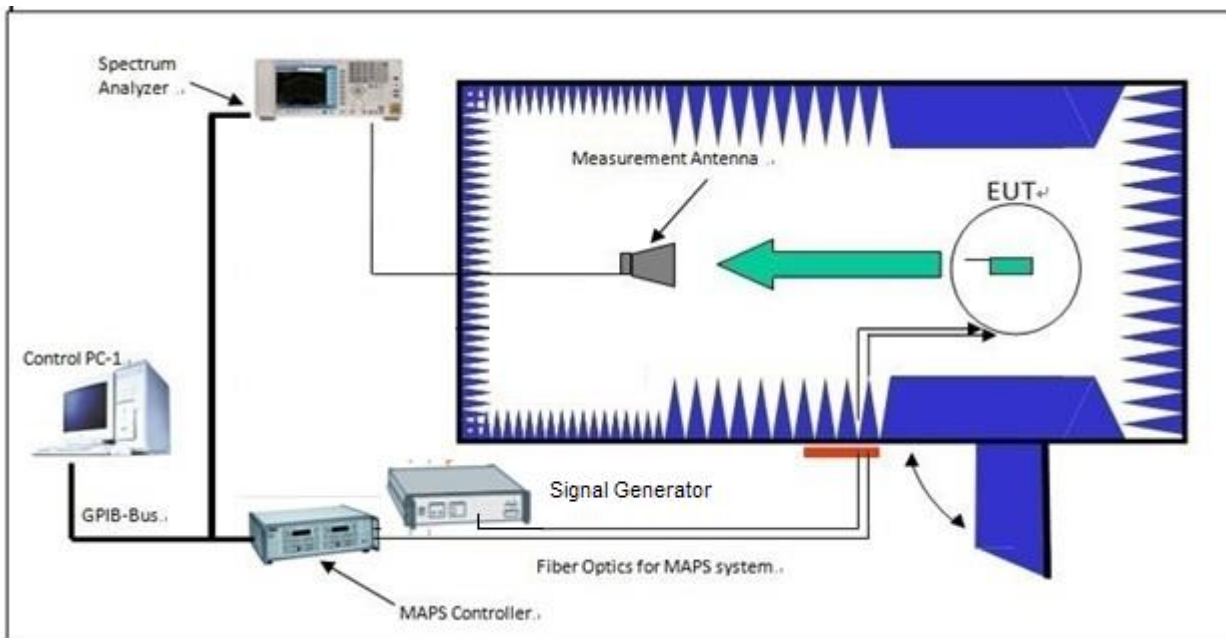 Spectrum
Analyzer
Measurement Antenna
EUT
Control PC-1
Signal Generator
GPIB-Bus
Fiber Optics for MAPS system
MAPS Controller